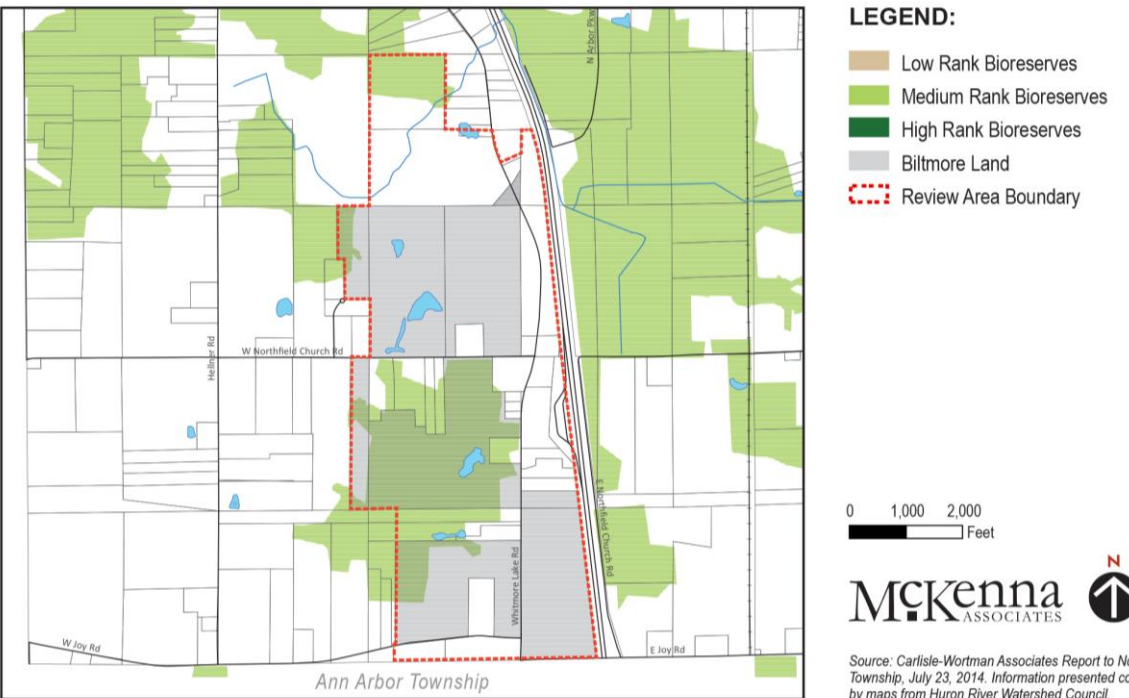 N Arbor Pkw
Hellner Rd
W Northfield Church Rd
Whitmore Lake Rd
E Northfield Church Rd
W Joy Rd
E Joy Rd
Ann Arbor Township
LEGEND:
Low Rank Bioreserves
Medium Rank Bioreserves
High Rank Bioreserves
Biltmore Land
Review Area Boundary
0 1,000 2,000
Feet
N
McKenna
ASSOCIATES
Source: Carlisle-Wortman Associates Report to No
Township, July 23, 2014. Information presented co
by maps from Huron River Watershed Council.